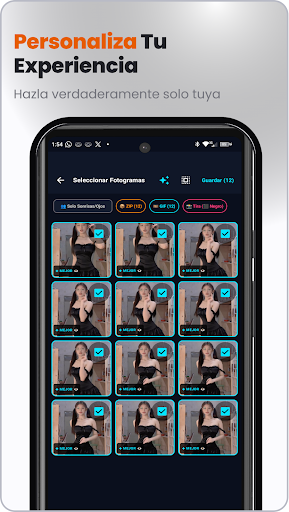 Personaliza Tu
Experiencia
Hazla verdaderamente solo tuya
1:54
Seleccionar Fotogramas
Guardar (12)
Solo Sonrisas/Ojos
ZIP (12)
GIF (12)
Tira (Negro)
+ MEJOR
+ MEJOR
+ MEJOR
+ MEJOR
+ MEJOR
+ MEJOR
+ MEJOR
+ MEJOR
+ MEJOR
+ MEJOR
+ MEJOR
+ MEJOR